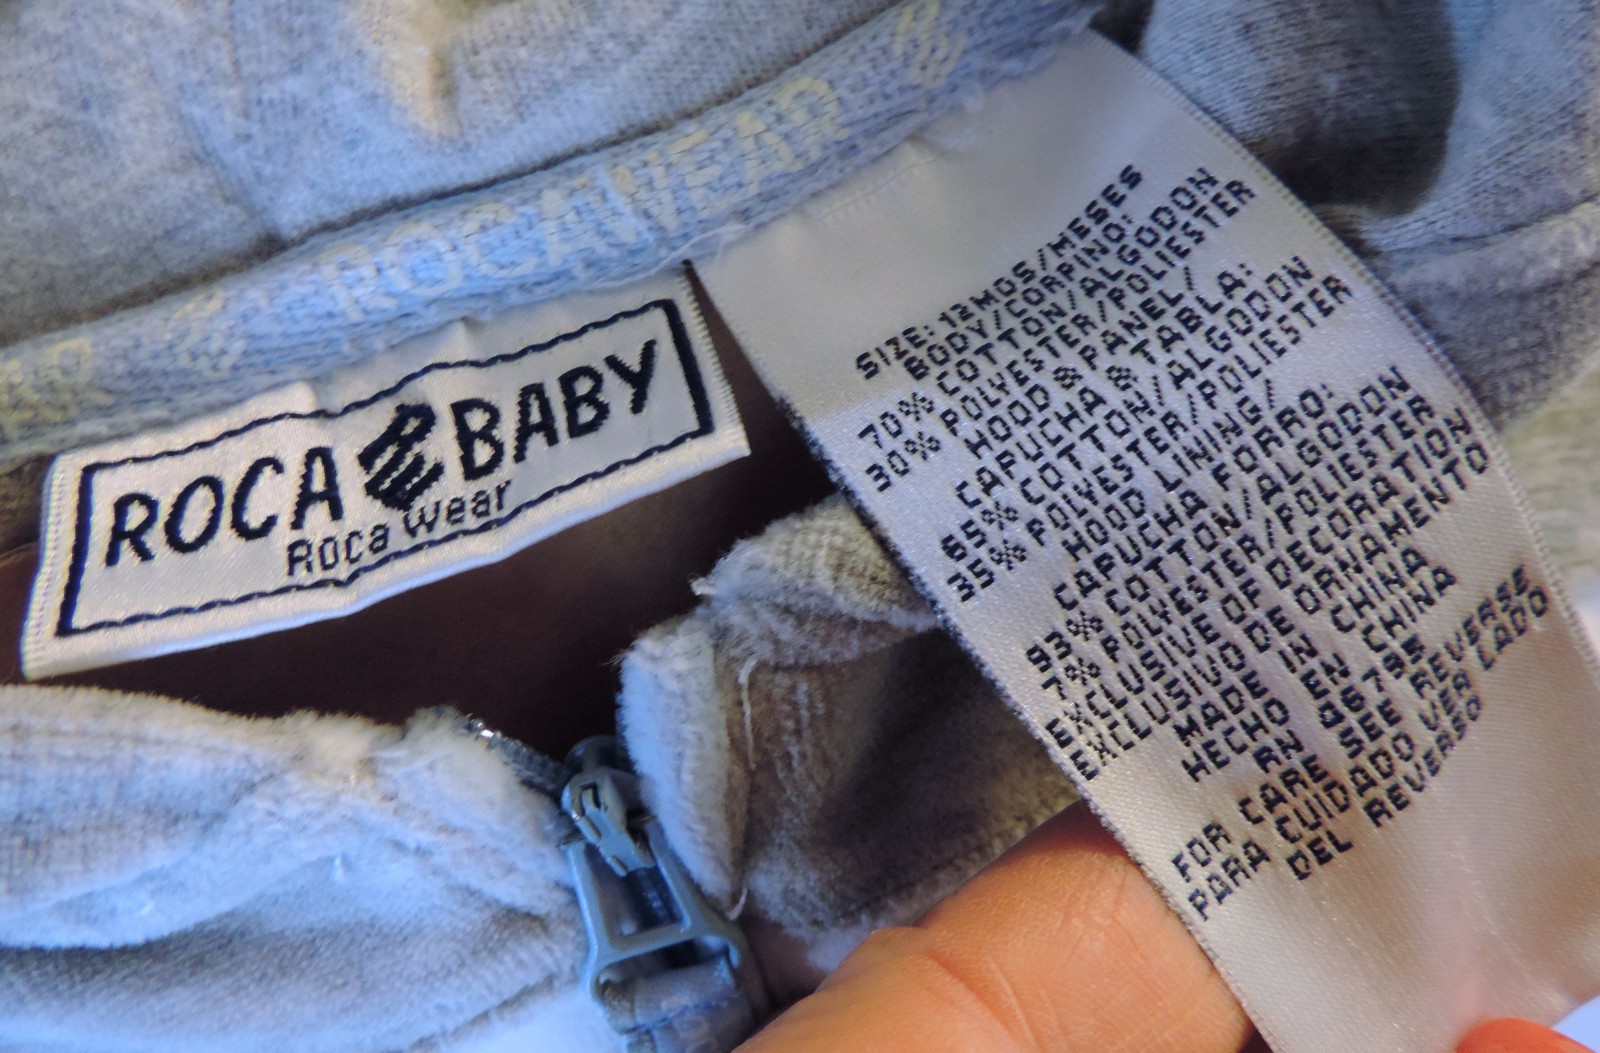 ROCAWEAR
ROCA BABY
Roca Wear
SIZE: 12MOS/MESES
BODY/CORPINO:
70% COTTON/ALGODON
30% POLYESTER/POLIESTER
HOOD & PANEL/
CAPUCHA & TABLA:
65% COTTON/ALGODON
35% POLYESTER/POLIESTER
HOOD LINING/
CAPUCHA FORRO:
93% COTTON/ALGODON
7% POLYESTER/POLIESTER
EXCLUSIVE OF DECORATION
EXCLUSIVO DE ORNAMENTO
MADE IN CHINA
HECHO EN CHINA
RN 96795
FOR CARE SEE REVERSE
PARA CUIDADO VER LADO
DEL REVERSO